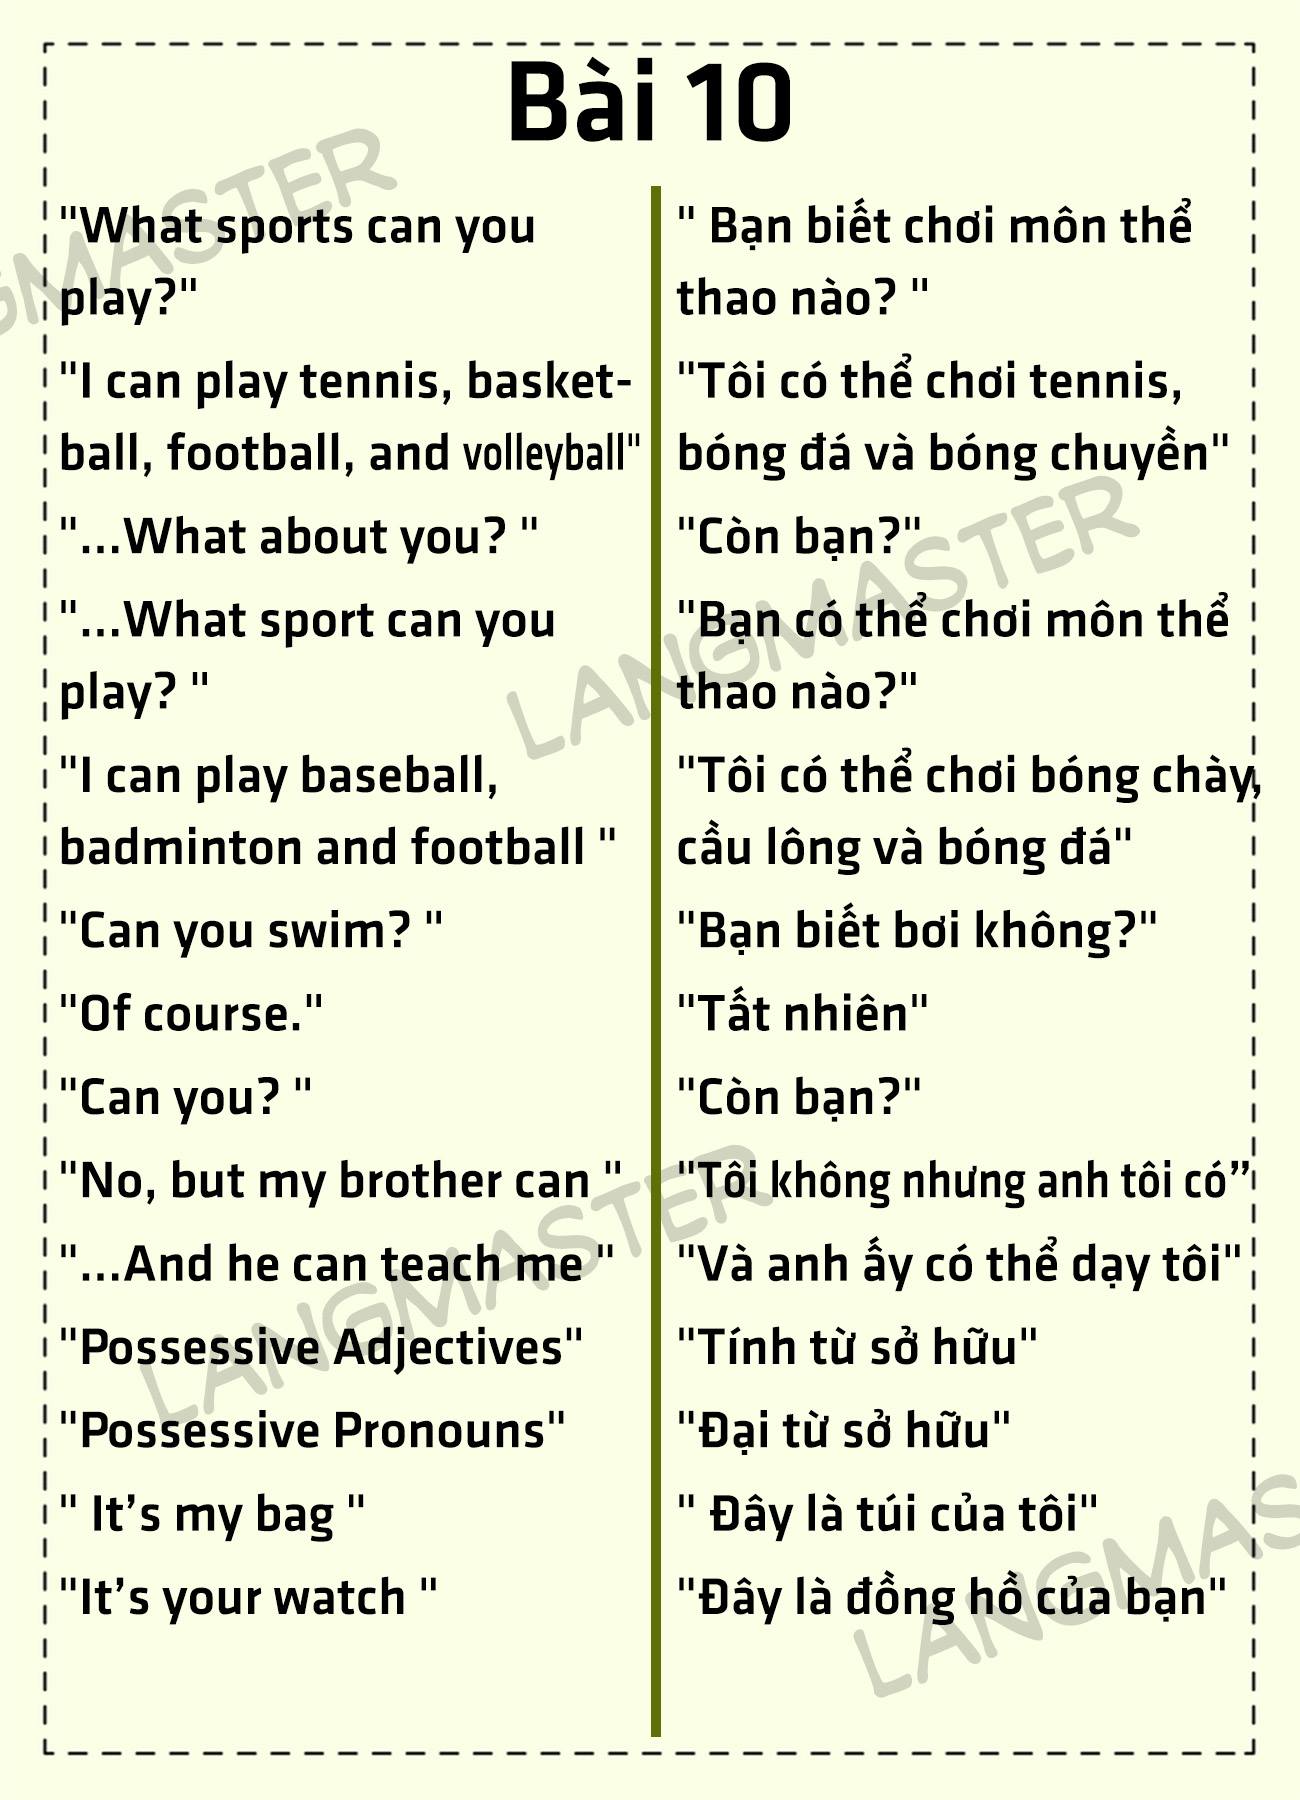 Bài 10
"What sports can you
play?"
"I can play tennis, basket-
ball, football, and volleyball"
"...What about you? "
"...What sport can you
play? "
"I can play baseball,
badminton and football "
"Can you swim? "
"Of course."
"Can you? "
"No, but my brother can "
"...And he can teach me "
"Possessive Adjectives"
"Possessive Pronouns"
" It’s my bag "
"It’s your watch "
" Bạn biết chơi môn thể
thao nào? "
"Tôi có thể chơi tennis,
bóng đá và bóng chuyền"
"Còn bạn?"
"Bạn có thể chơi môn thể
thao nào?"
"Tôi có thể chơi bóng chày,
cầu lông và bóng đá"
"Bạn biết bơi không?"
"Tất nhiên"
"Còn bạn?"
"Tôi không nhưng anh tôi có”
"Và anh ấy có thể dạy tôi"
"Tính từ sở hữu"
"Đại từ sở hữu"
" Đây là túi của tôi"
"Đây là đồng hồ của bạn"
GMASTER
LANGMASTER
LANGMASTER
LANGMAS